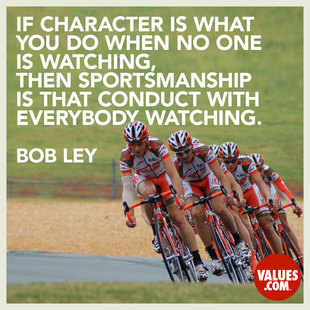 IF CHARACTER IS WHAT
YOU DO WHEN NO ONE
IS WATCHING,
THEN SPORTSMANSHIP
IS THAT CONDUCT WITH
EVERYBODY WATCHING.
BOB LEY
VALUES
.COM